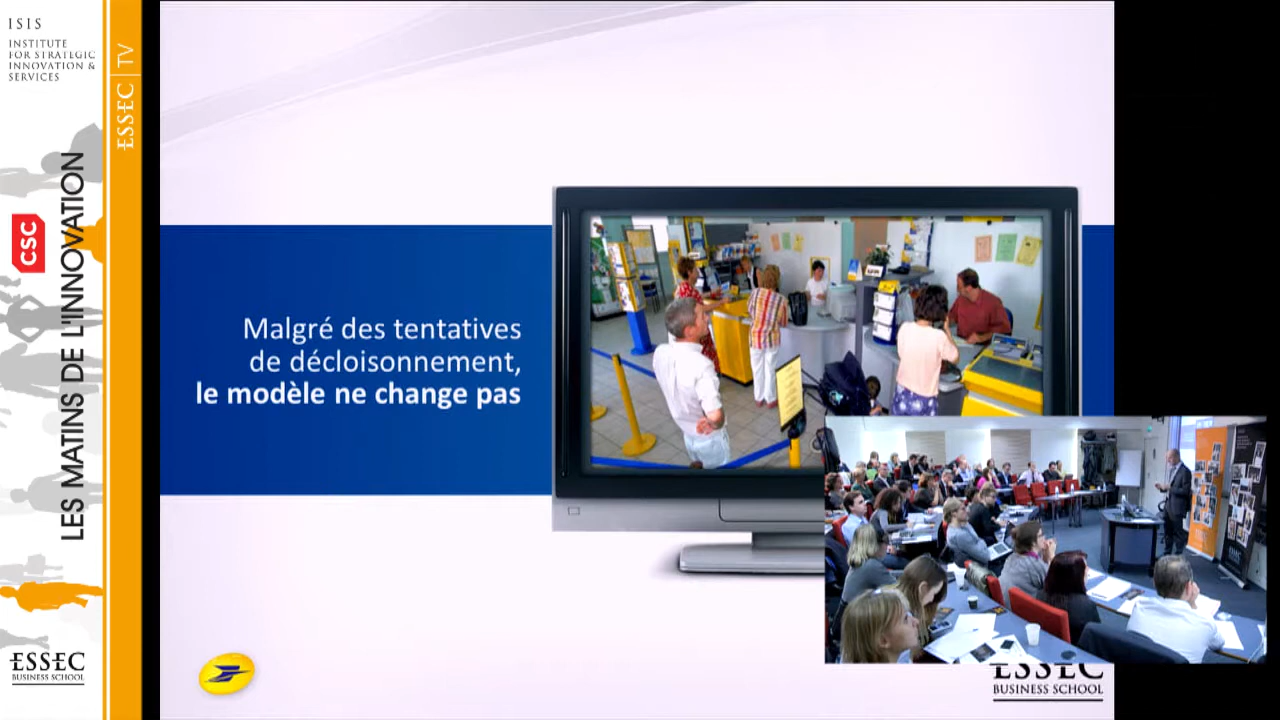 ISIS
INSTITUTE
FOR STRATEGIC
INNOVATION &
SERVICES
ESSEC | TV
CSC
LES MATINS DE L'INNOVATION
ESSEC
BUSINESS SCHOOL
Malgré des tentatives
de décloisonnement,
le modèle ne change pas
ESSEC
ESSEC
BUSINESS SCHOOL